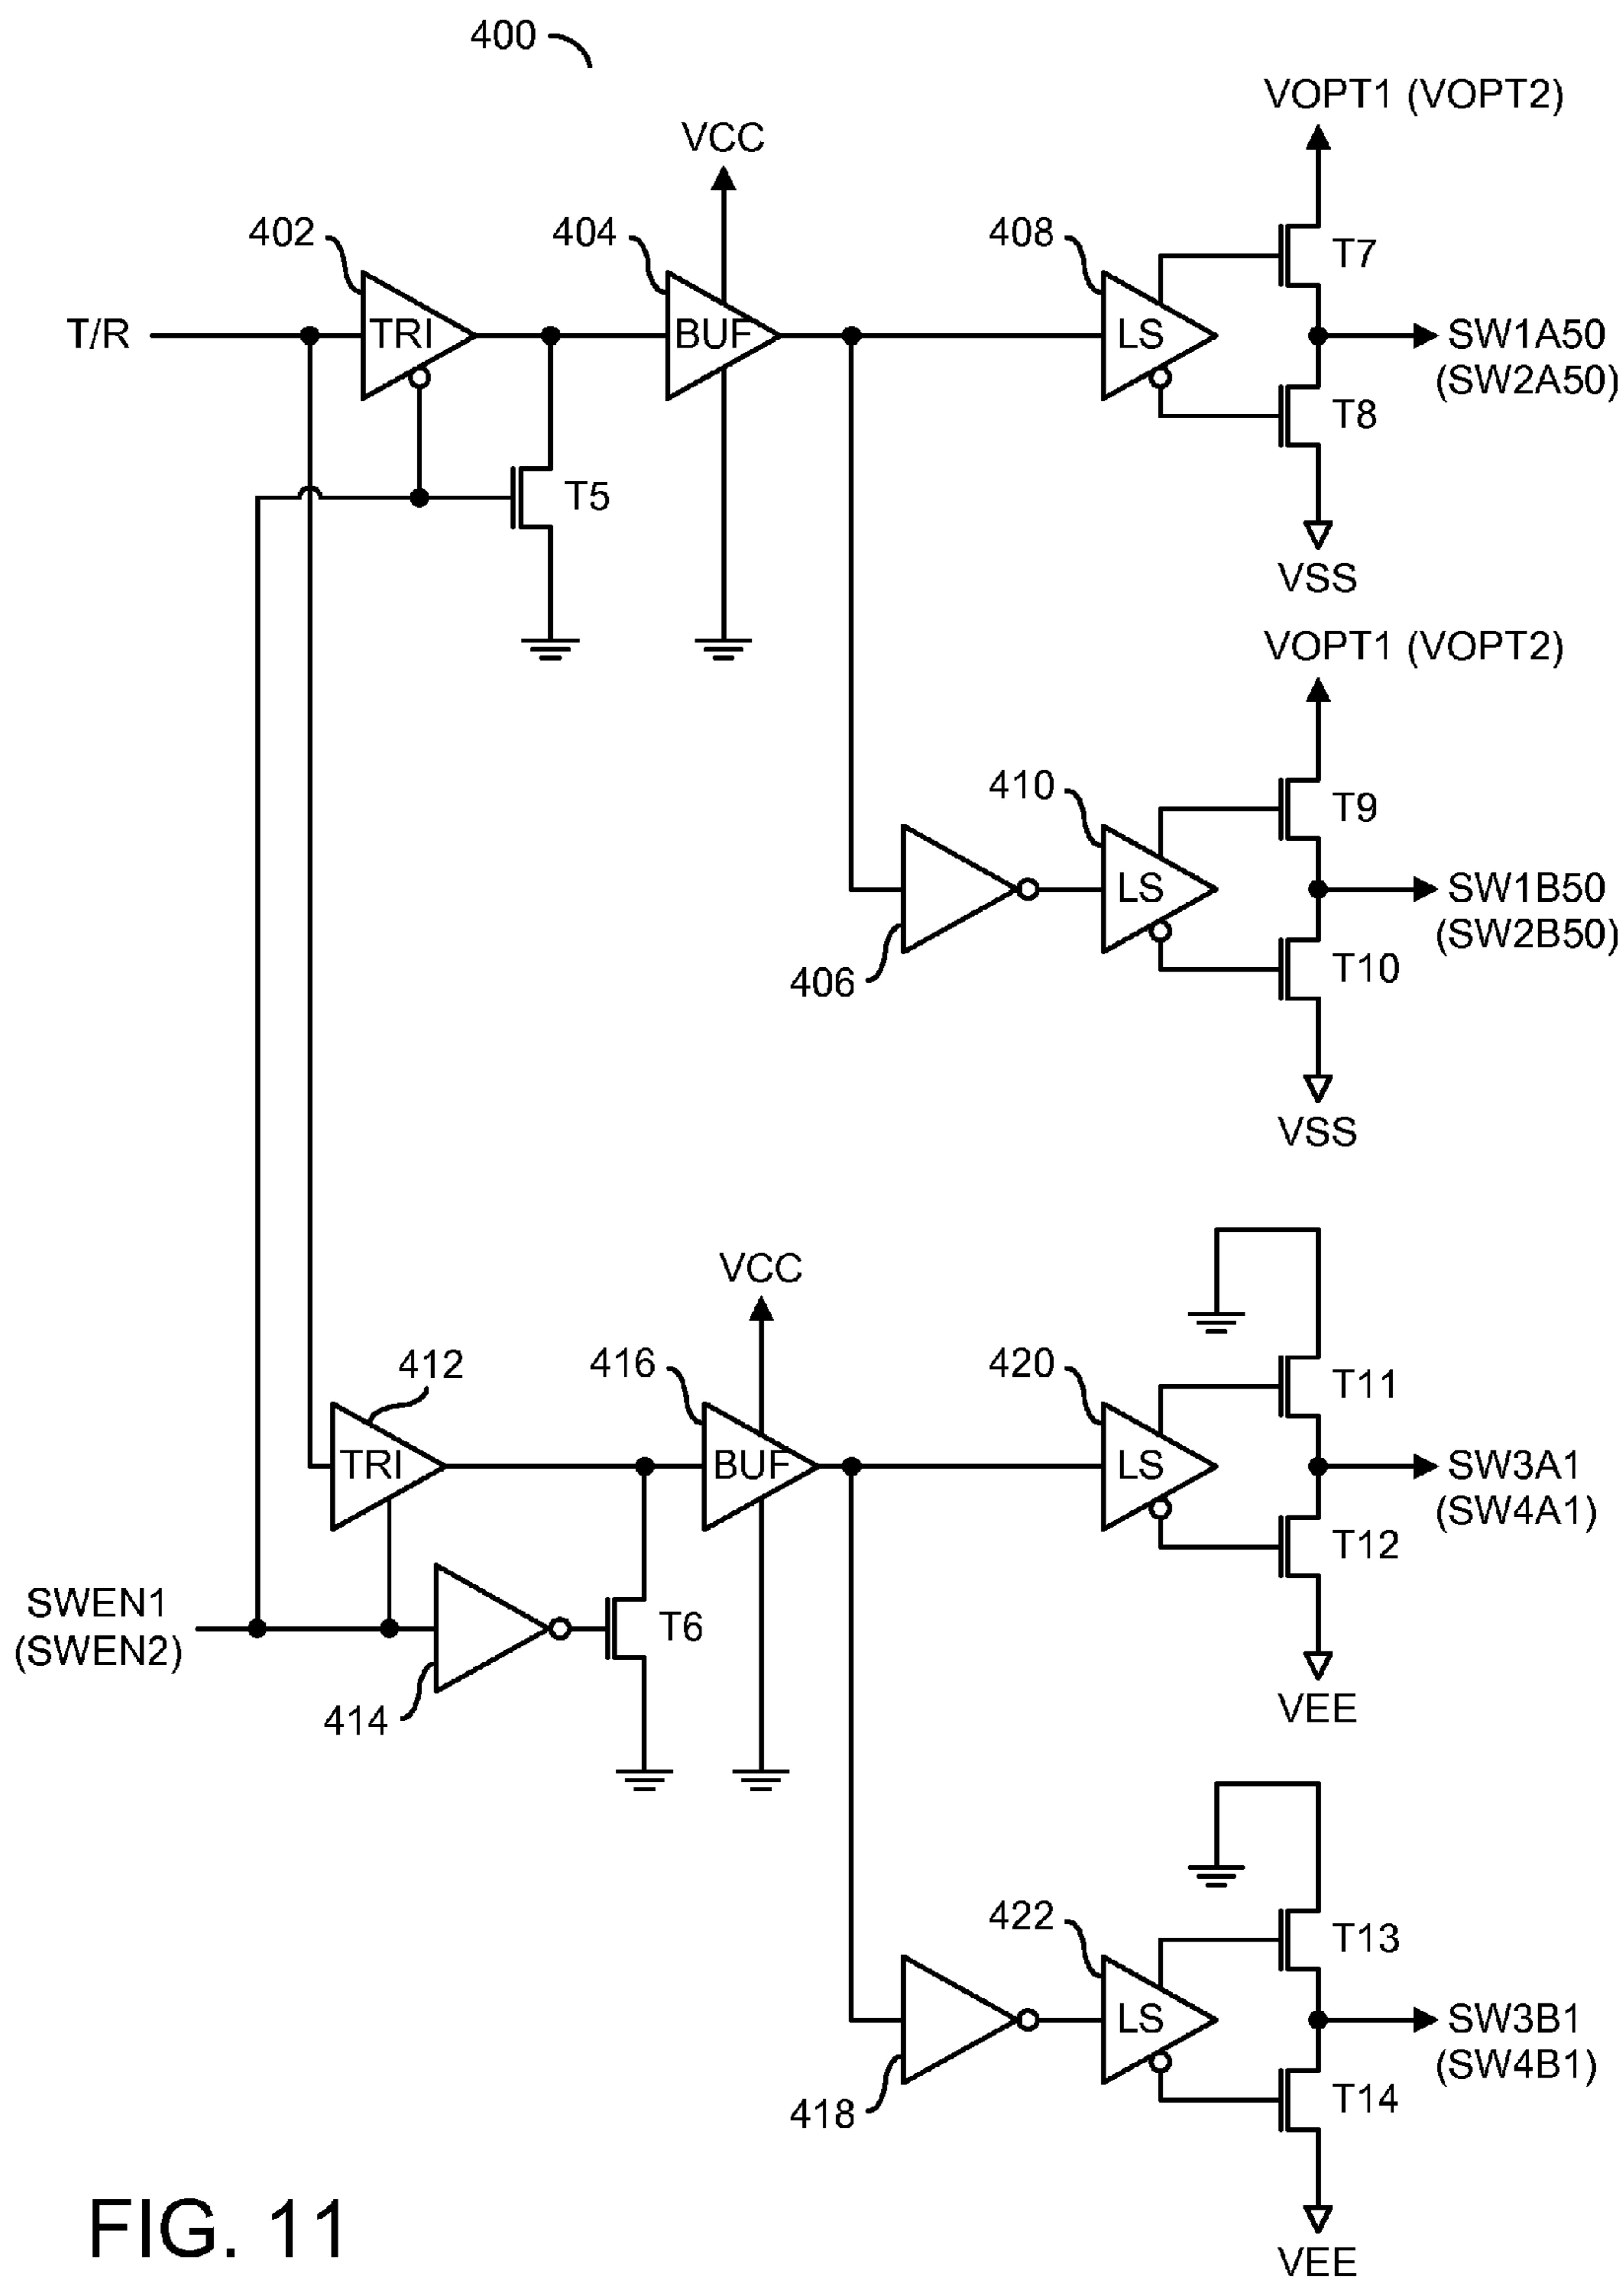 400
VOPT1 (VOPT2)
VCC
402
404
408
T7
T/R
TRI
BUF
LS
SW1A50
(SW2A50)
T8
T5
VSS
VOPT1 (VOPT2)
410
T9
LS
SW1B50
(SW2B50)
406
T10
VSS
VCC
412
416
420
T11
TRI
BUF
LS
SW3A1
(SW4A1)
T12
SWEN1
(SWEN2)
T6
414
VEE
422
T13
LS
SW3B1
(SW4B1)
418
T14
FIG. 11
VEE